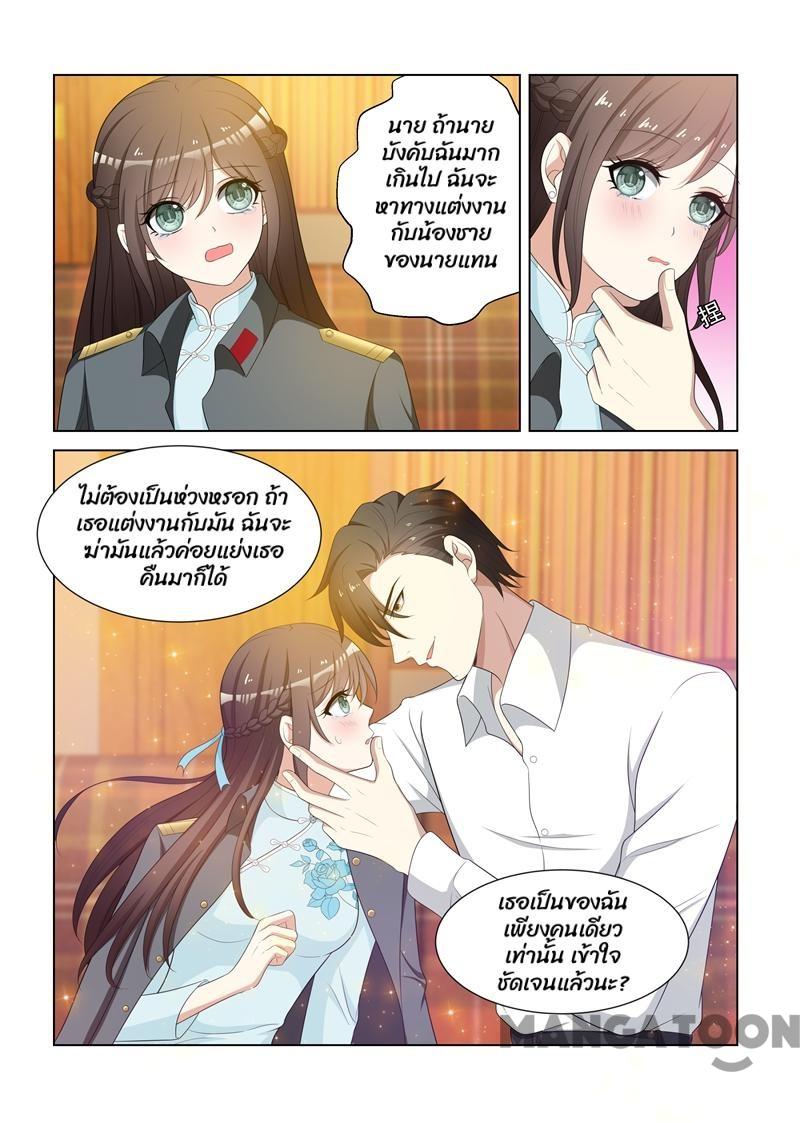 นาย ถ้านาย
บังคับฉันมาก
เกินไป ฉันจะ
หาทางแต่งงาน
กับน้องชาย
ของนายแทน
捏
ไม่ต้องเป็นห่วงหรอก ถ้า
เธอแต่งงานกับมัน ฉันจะ
ฆ่ามันแล้วค่อยแย่งเธอ
คืนมาก็ได้
เธอเป็นของฉัน
เพียงคนเดียว
เท่านั้น เข้าใจ
ชัดเจนแล้วนะ?
MANGATOON